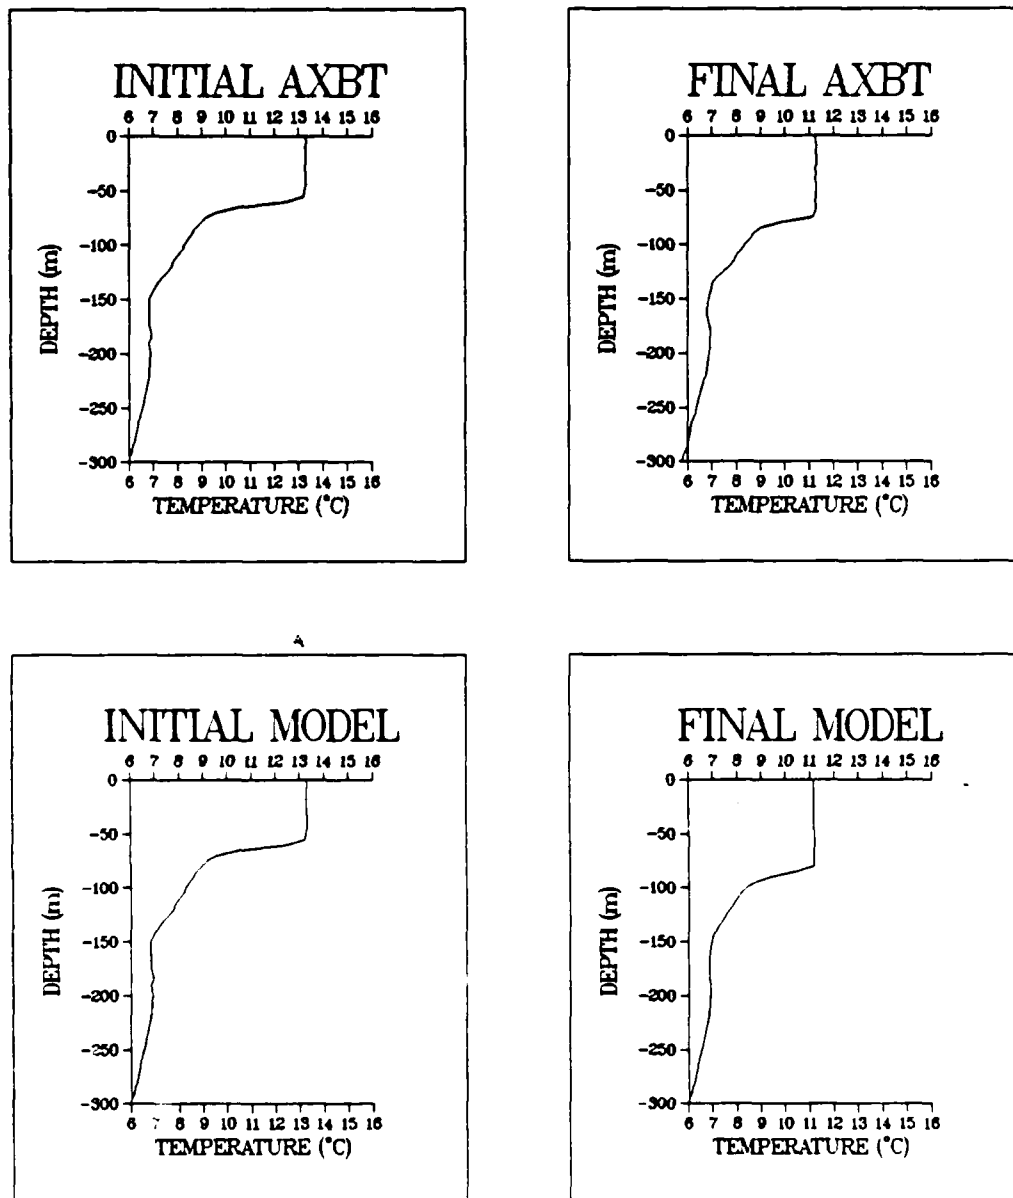 INITIAL AXBT
6 7 8 9 10 11 12 13 14 15 16
0
-50
-100
-150
-200
-250
-300
DEPTH (m)
6 7 8 9 10 11 12 13 14 15 16
TEMPERATURE (°C)
FINAL AXBT
6 7 8 9 10 11 12 13 14 15 16
0
-50
-100
-150
-200
-250
-300
DEPTH (m)
6 7 8 9 10 11 12 13 14 15 16
TEMPERATURE (°C)
INITIAL MODEL
6 7 8 9 10 11 12 13 14 15 16
0
-50
-100
-150
-200
-250
-300
DEPTH (m)
6 7 8 9 10 11 12 13 14 15 16
TEMPERATURE (°C)
FINAL MODEL
6 7 8 9 10 11 12 13 14 15 16
0
-50
-100
-150
-200
-250
-300
DEPTH (m)
6 7 8 9 10 11 12 13 14 15 16
TEMPERATURE (°C)